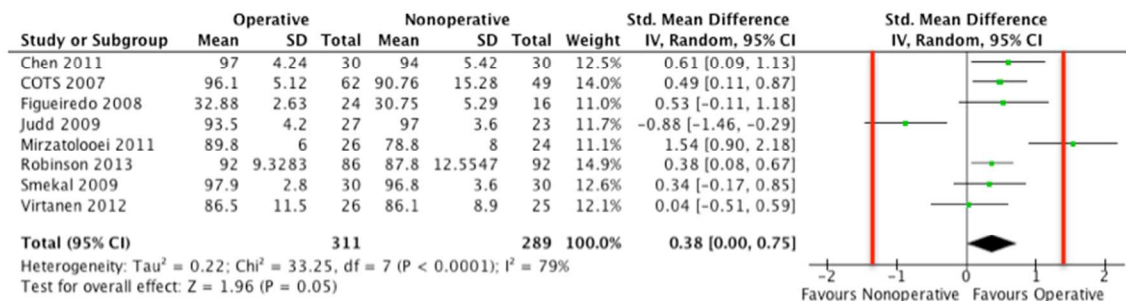 Operative Nonoperative Std. Mean Difference Std. Mean Difference
Study or Subgroup Mean SD Total Mean SD Total Weight IV, Random, 95% CI IV, Random, 95% CI
Chen 2011 97 4.24 30 94 5.42 30 12.5% 0.61 [0.09, 1.13]
COTS 2007 96.1 5.12 62 90.76 15.28 49 14.0% 0.49 [0.11, 0.87]
Figueiredo 2008 32.88 2.63 24 30.75 5.29 16 11.0% 0.53 [-0.11, 1.18]
Judd 2009 93.5 4.2 27 97 3.6 23 11.7% -0.88 [-1.46, -0.29]
Mirzatolooei 2011 89.8 6 26 78.8 8 24 11.1% 1.54 [0.90, 2.18]
Robinson 2013 92 9.3283 86 87.8 12.5547 92 14.9% 0.38 [0.08, 0.67]
Smekal 2009 97.9 2.8 30 96.8 3.6 30 12.6% 0.34 [-0.17, 0.85]
Virtanen 2012 86.5 11.5 26 86.1 8.9 25 12.1% 0.04 [-0.51, 0.59]
Total (95% CI) 311 289 100.0% 0.38 [0.00, 0.75]
Heterogeneity: Tau² = 0.22; Chi² = 33.25, df = 7 (P < 0.0001); I² = 79%
Test for overall effect: Z = 1.96 (P = 0.05)
-2 -1 0 1 2
Favours Nonoperative Favours Operative